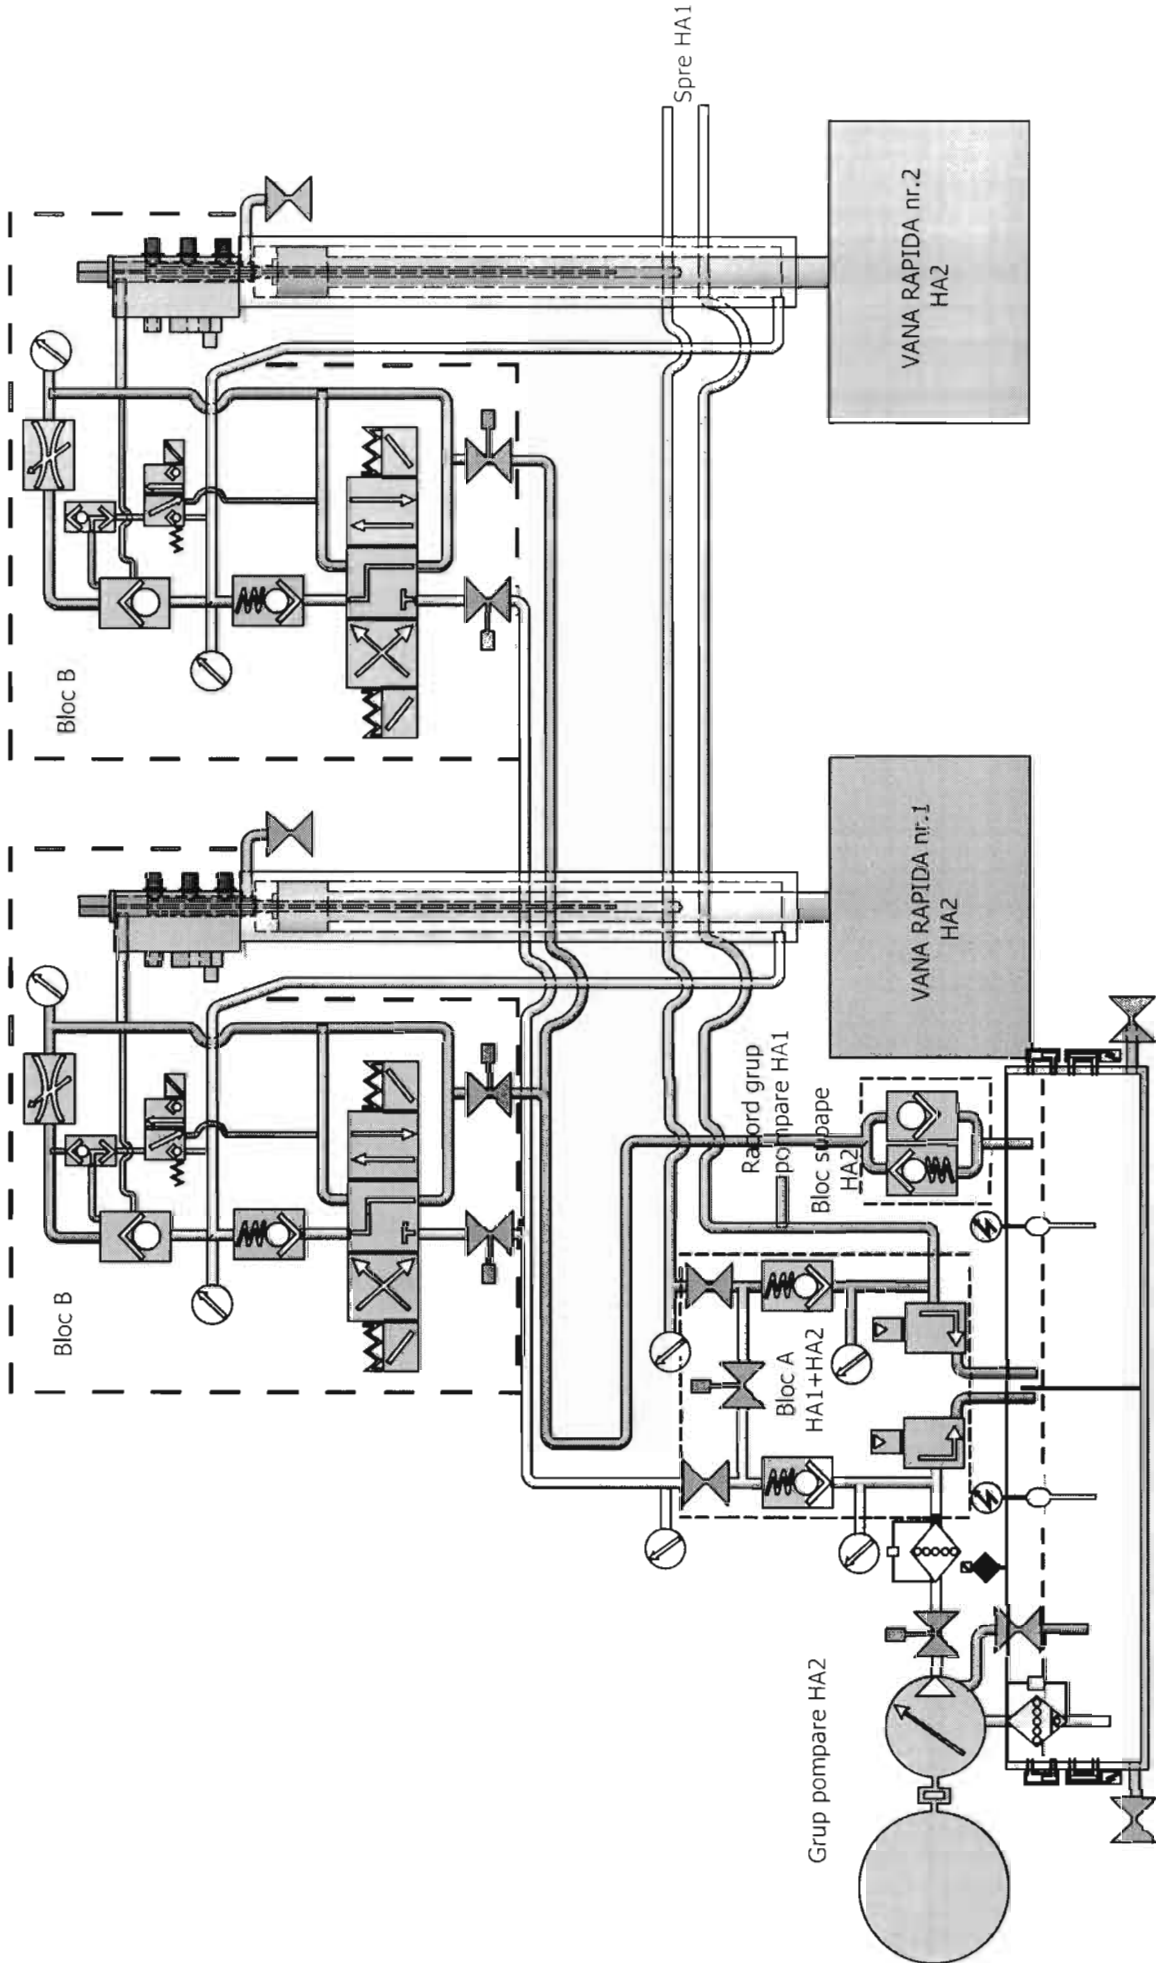 Spre HA1
VANA RAPIDA nr.2
HA2
Bloc B
VANA RAPIDA nr.1
HA2
Bloc B
Racord grup
pompare HA1
Bloc supape
HA2
Bloc A
HA1+HA2
Grup pompare HA2